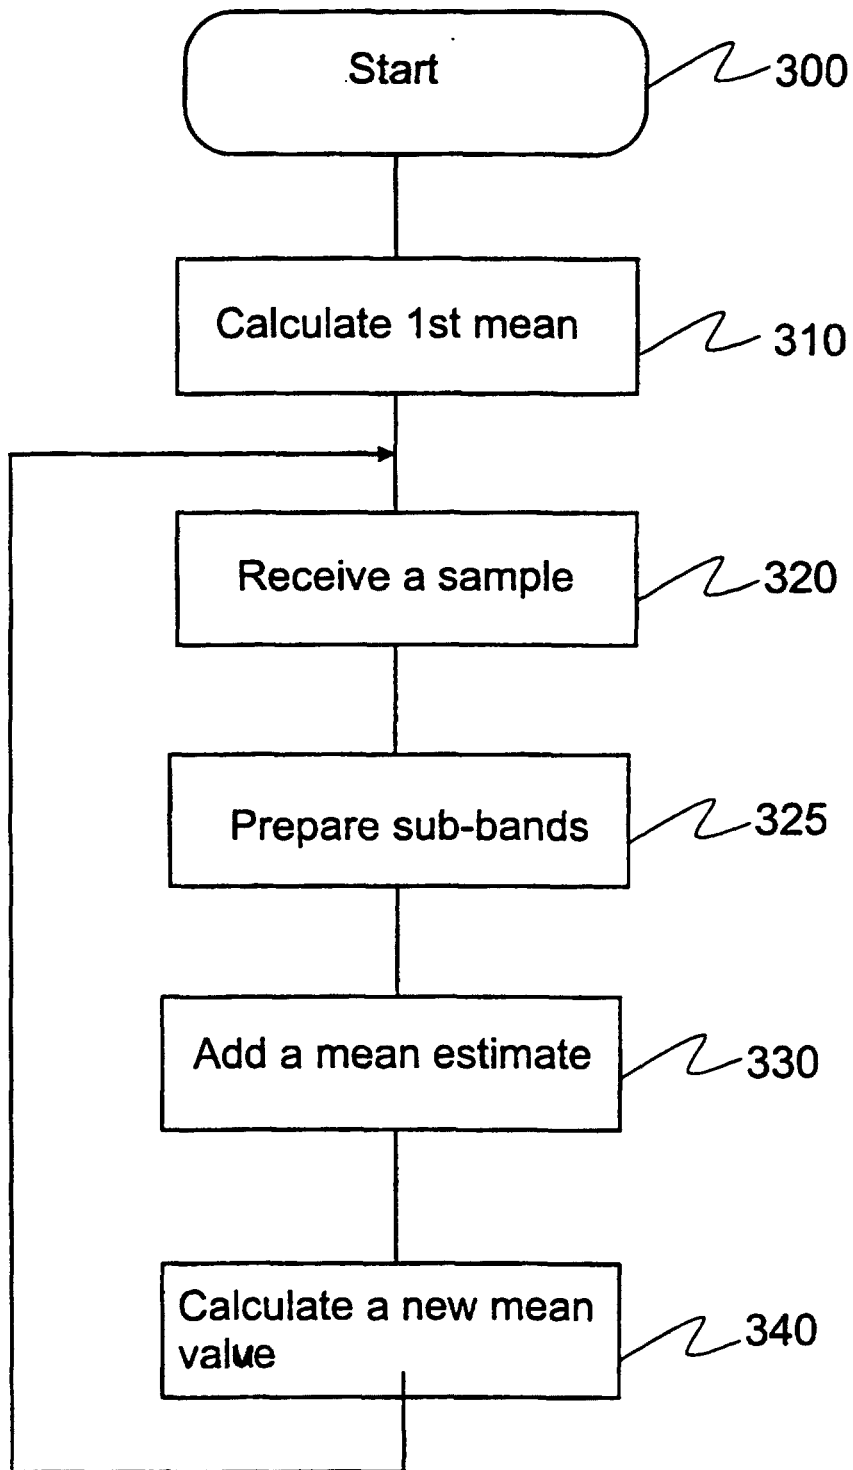 Start
300
Calculate 1st mean
310
Receive a sample
320
Prepare sub-bands
325
Add a mean estimate
330
Calculate a new mean
value
340